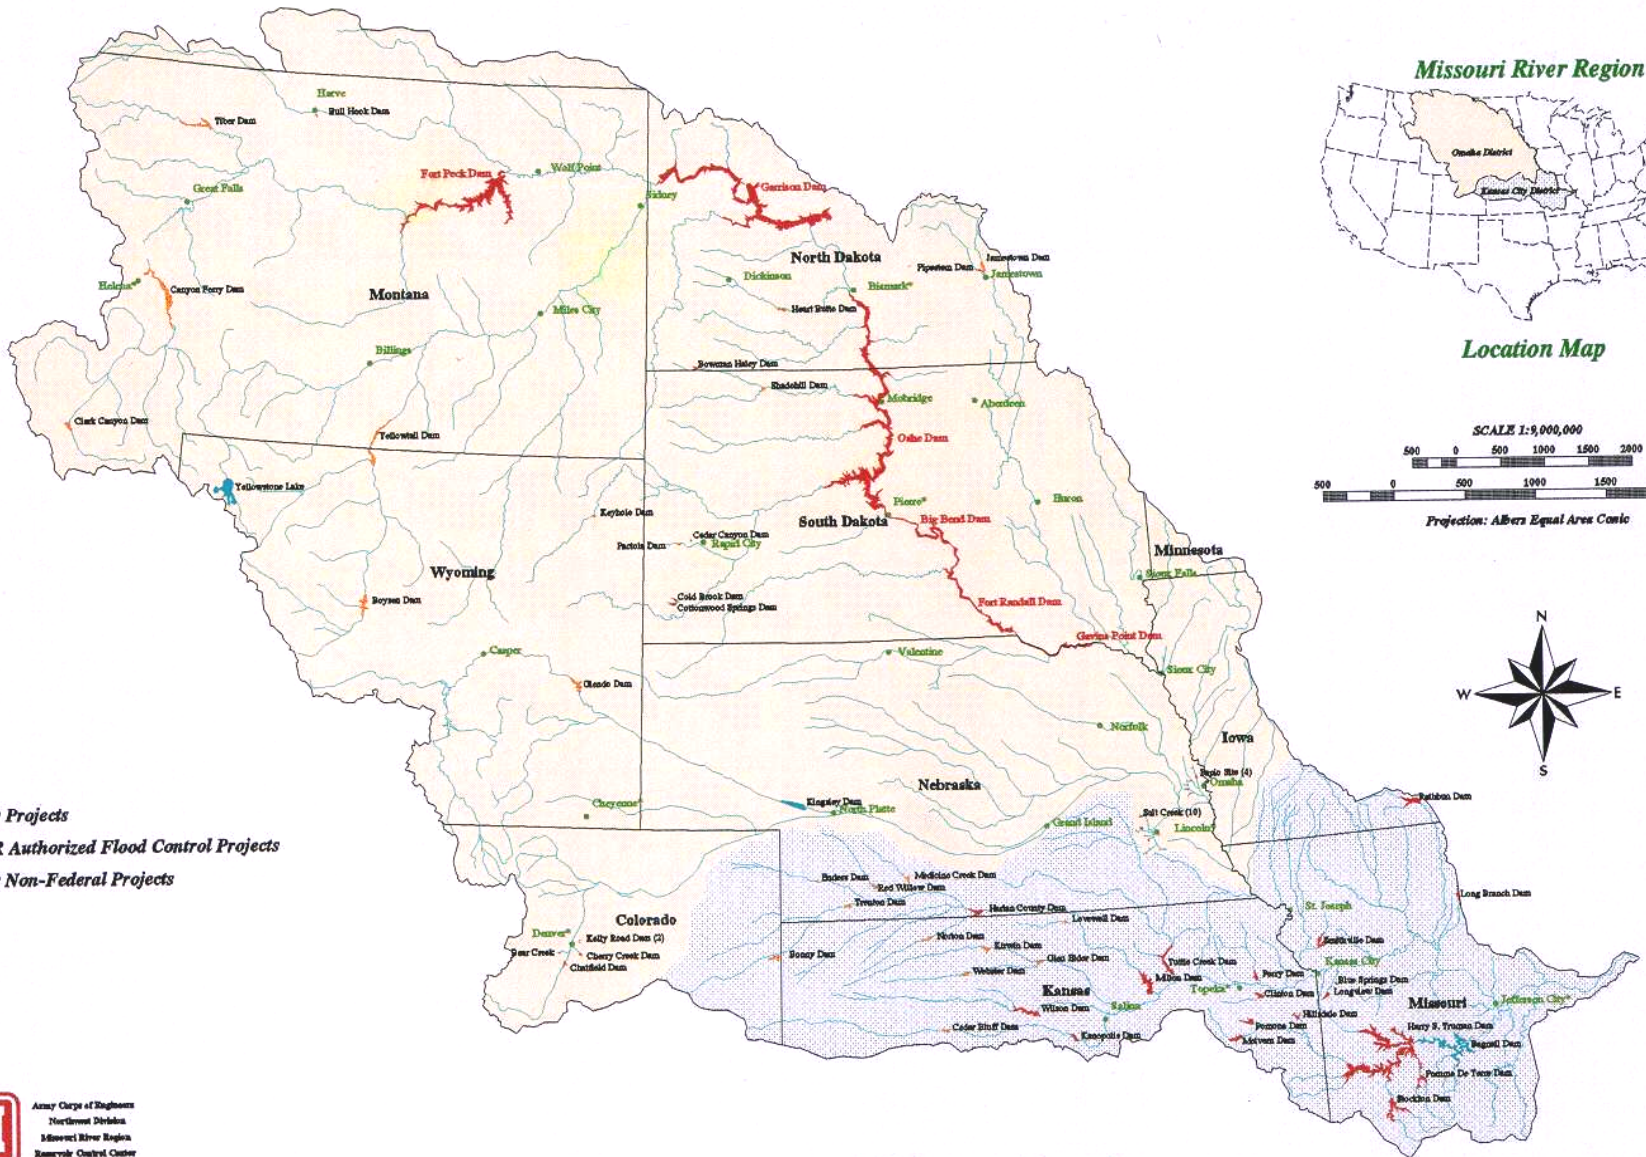 Missouri River Region
Omaha District
Kansas City District
Location Map
SCALE 1:9,000,000
500 0 500 1000 1500 2000
500 0 500 1000 1500
Projection: Albers Equal Area Conic
N
W E
S
Havre
Bull Hook Dam
Tiber Dam
Fort Peck Dam
Wolf Point
Great Falls
Sidney
Garrison Dam
North Dakota
Jamestown Dam
Pipestem Dam
Jamestown
Dickinson
Bismark*
Helena*
Canyon Ferry Dam
Montana
Heart Butte Dam
Miles City
Billings
Bowman Haley Dam
Shadehill Dam
Mobridge
Aberdeen
Clark Canyon Dam
Yellowtail Dam
Oahe Dam
Yellowstone Lake
Keyhole Dam
Pierre*
Huron
South Dakota
Big Bend Dam
Cedar Canyon Dam
Pactola Dam
Rapid City
Minnesota
Wyoming
Sioux Falls
Boysen Dam
Cold Brook Dam
Cottonwood Springs Dam
Fort Randall Dam
Gavins Point Dam
Casper
Valentine
Sioux City
Glendo Dam
Norfolk
Iowa
Papio Site (4)
Omaha
Nebraska
Cheyenne*
Kingsley Dam
North Platte
Salt Creek (10)
Grand Island
Lincoln*
Rathbun Dam
Projects
R Authorized Flood Control Projects
Non-Federal Projects
Enders Dam
Medicine Creek Dam
Red Willow Dam
Trenton Dam
Harlan County Dam
Lovewell Dam
Long Branch Dam
St. Joseph
Colorado
Denver*
Kelly Road Dam (2)
Bear Creek
Cherry Creek Dam
Chatfield Dam
Bonny Dam
Norton Dam
Kirwin Dam
Glen Elder Dam
Webster Dam
Tuttle Creek Dam
Milford Dam
Perry Dam
Topeka*
Clinton Dam
Smithville Dam
Kansas City
Blue Springs Dam
Longview Dam
Kansas
Wilson Dam
Salina
Missouri
Jefferson City*
Cedar Bluff Dam
Kanopolis Dam
Hillsdale Dam
Pomona Dam
Melvern Dam
Harry S. Truman Dam
Bagnell Dam
Pomme De Terre Dam
Stockton Dam
Army Corps of Engineers
Northwest Division
Missouri River Region
Reservoir Control Center